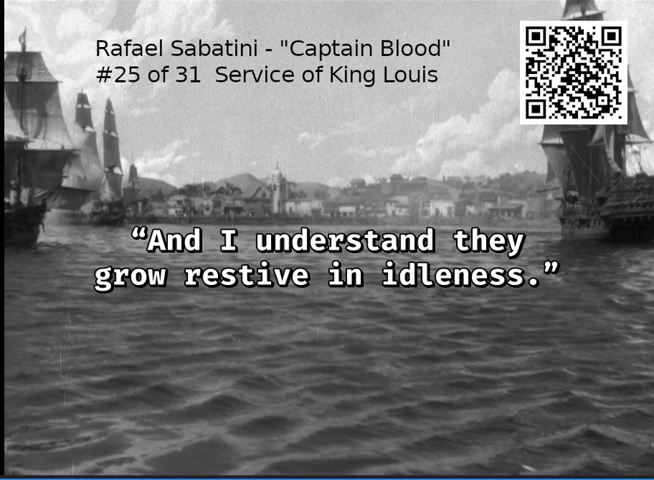 Rafael Sabatini - "Captain Blood"
#25 of 31  Service of King Louis
“And I understand they
grow restive in idleness.”